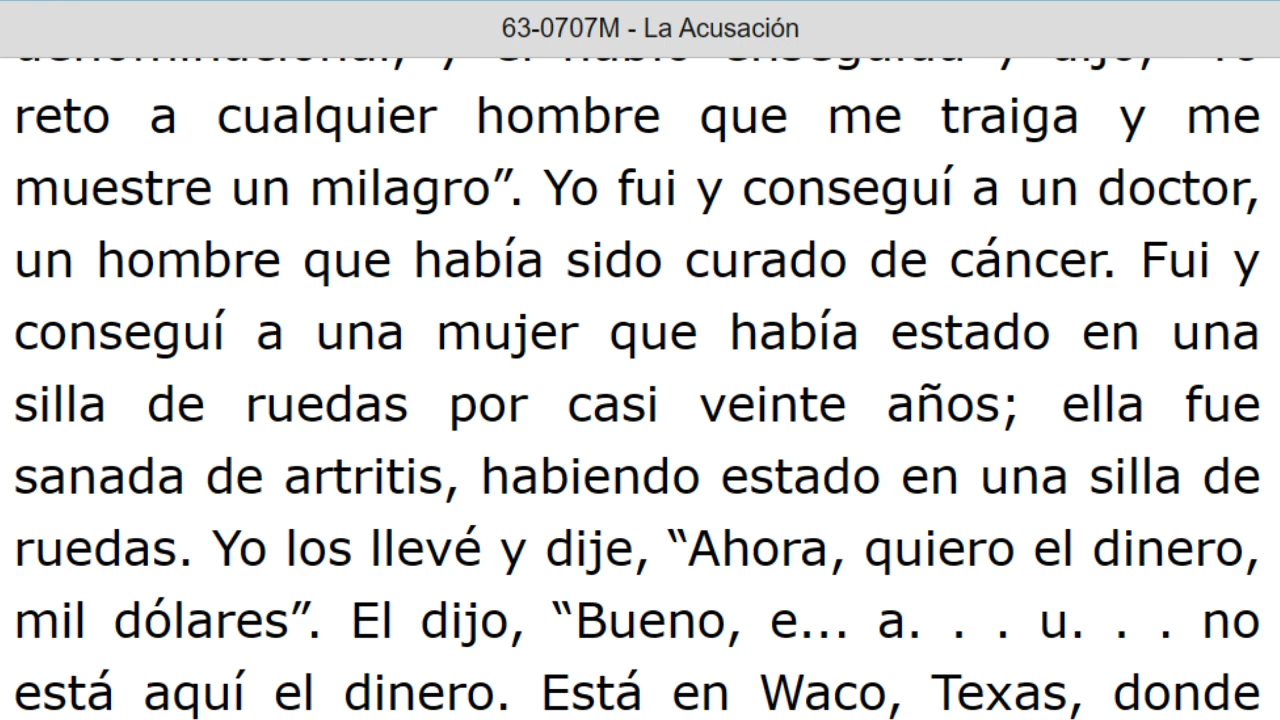 63-0707M - La Acusación
reto a cualquier hombre que me traiga y me
muestre un milagro”. Yo fui y conseguí a un doctor,
un hombre que había sido curado de cáncer. Fui y
conseguí a una mujer que había estado en una
silla de ruedas por casi veinte años; ella fue
sanada de artritis, habiendo estado en una silla de
ruedas. Yo los llevé y dije, “Ahora, quiero el dinero,
mil dólares”. El dijo, “Bueno, e... a. . . u. . . no
está aquí el dinero. Está en Waco, Texas, donde